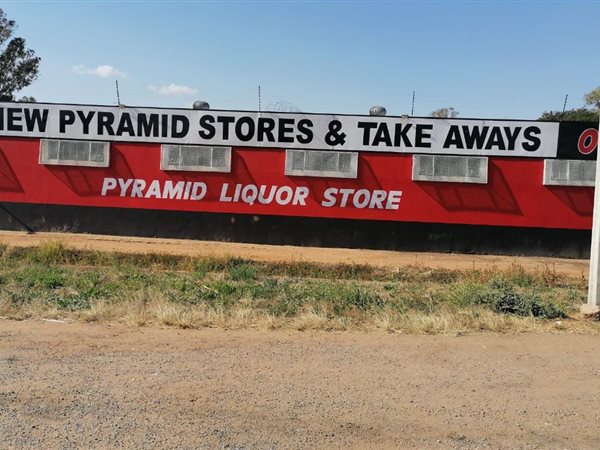 NEW PYRAMID STORES & TAKE AWAYS
PYRAMID LIQUOR STORE